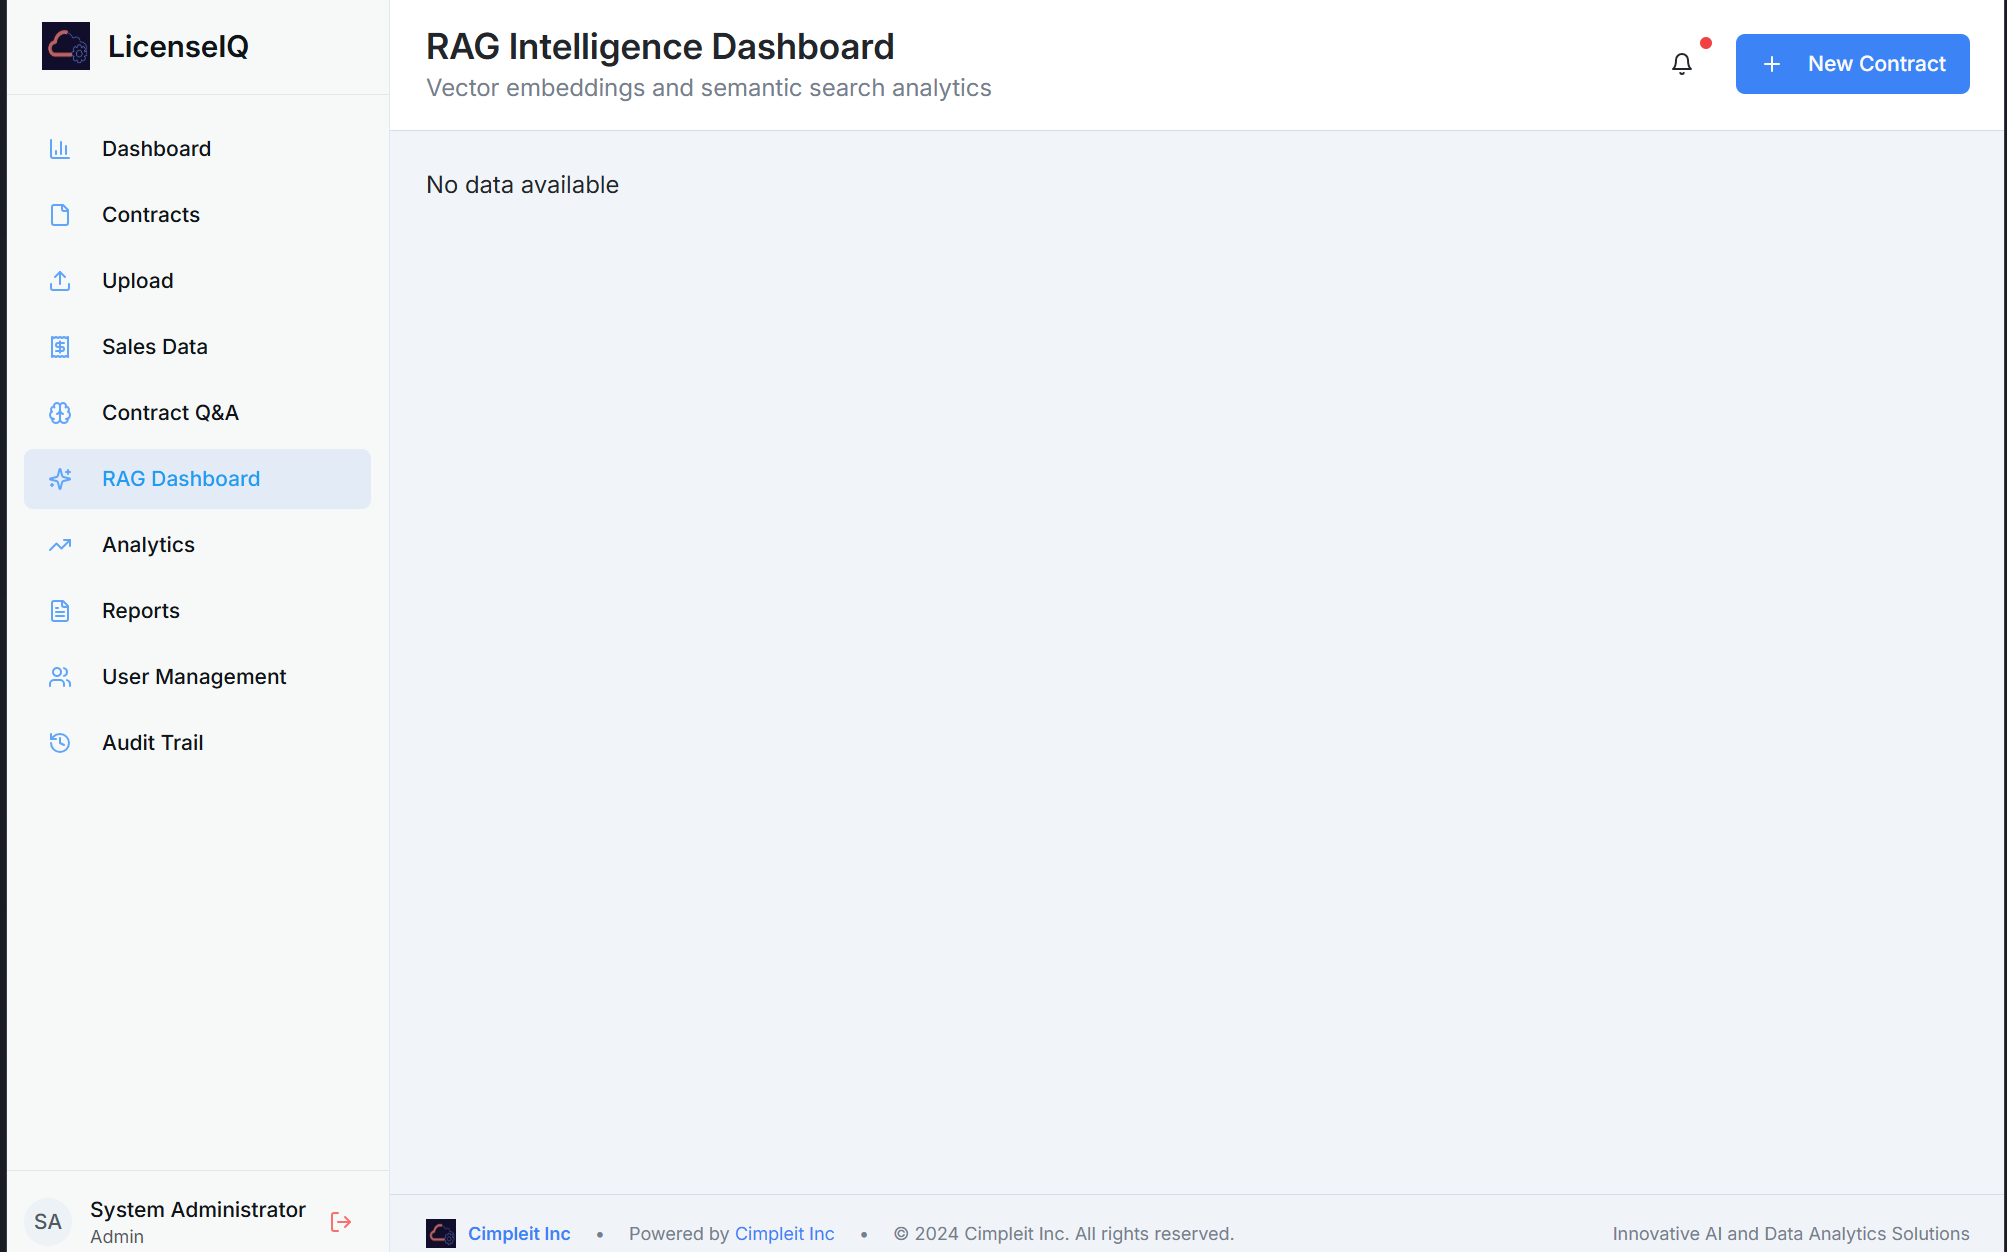 LicenseIQ
Dashboard
Contracts
Upload
Sales Data
Contract Q&A
RAG Dashboard
Analytics
Reports
User Management
Audit Trail
SA
System Administrator
Admin
RAG Intelligence Dashboard
Vector embeddings and semantic search analytics
New Contract
No data available
Cimpleit Inc • Powered by Cimpleit Inc • © 2024 Cimpleit Inc. All rights reserved.
Innovative AI and Data Analytics Solutions